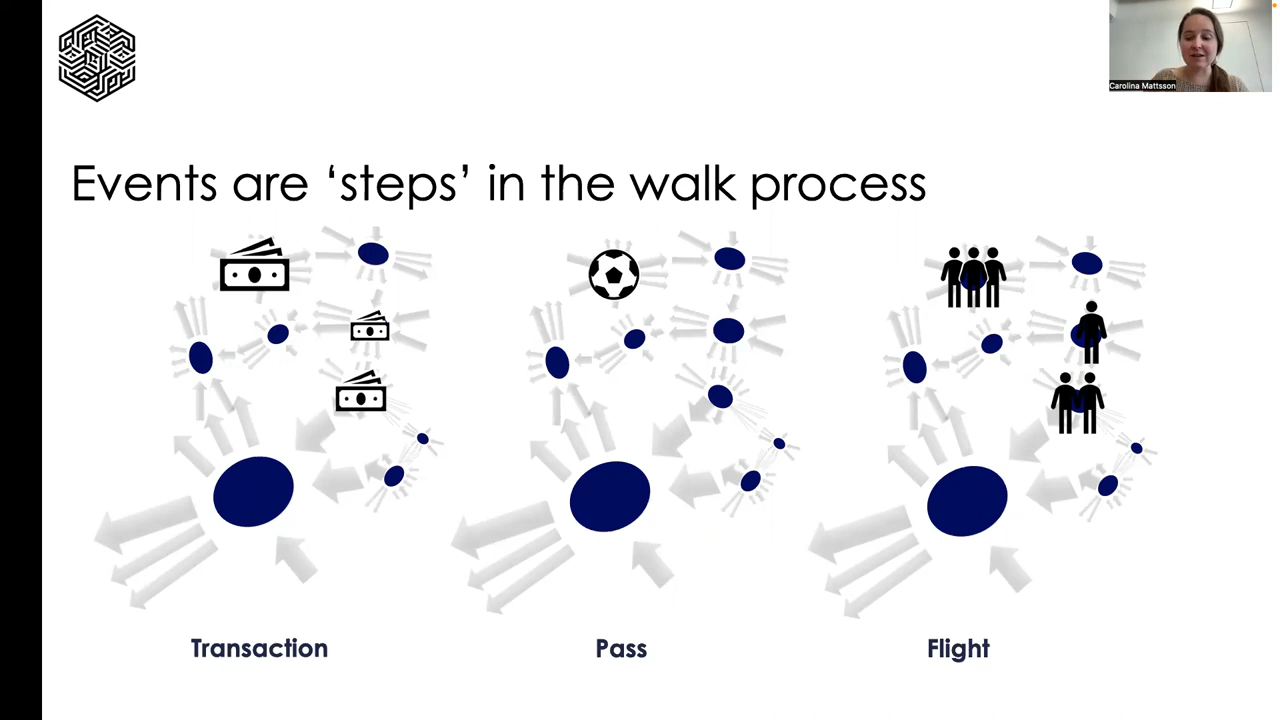 Carolina Mattsson
Events are ‘steps’ in the walk process
Transaction
Pass
Flight